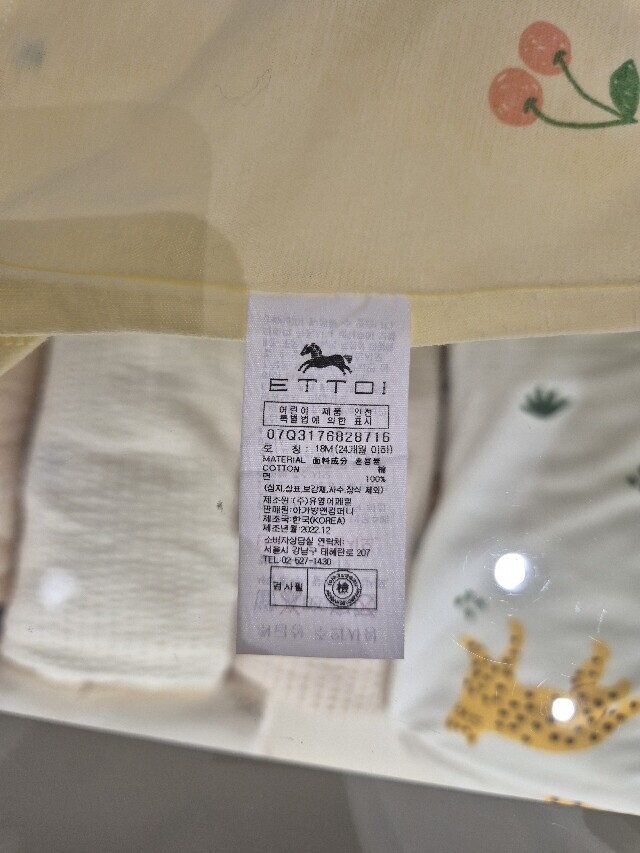 ETTOI
어린이 제품 안전
특별법에 의한 표시
07Q3176828716
호 칭 : 18M(24개월 이하)
MATERIAL 面料成分 혼용률
COTTON 棉
면 100%
(심지,상표,보강재,사수,장식 제외)
제조원:(주)유영어패럴
판매원:아가방앤컴퍼니
제조국:한국(KOREA)
제조년월:2022.12
소비자상담실 연락처:
서울시 강남구 테헤란로 207
TEL:02-527-1430
검사필 檢